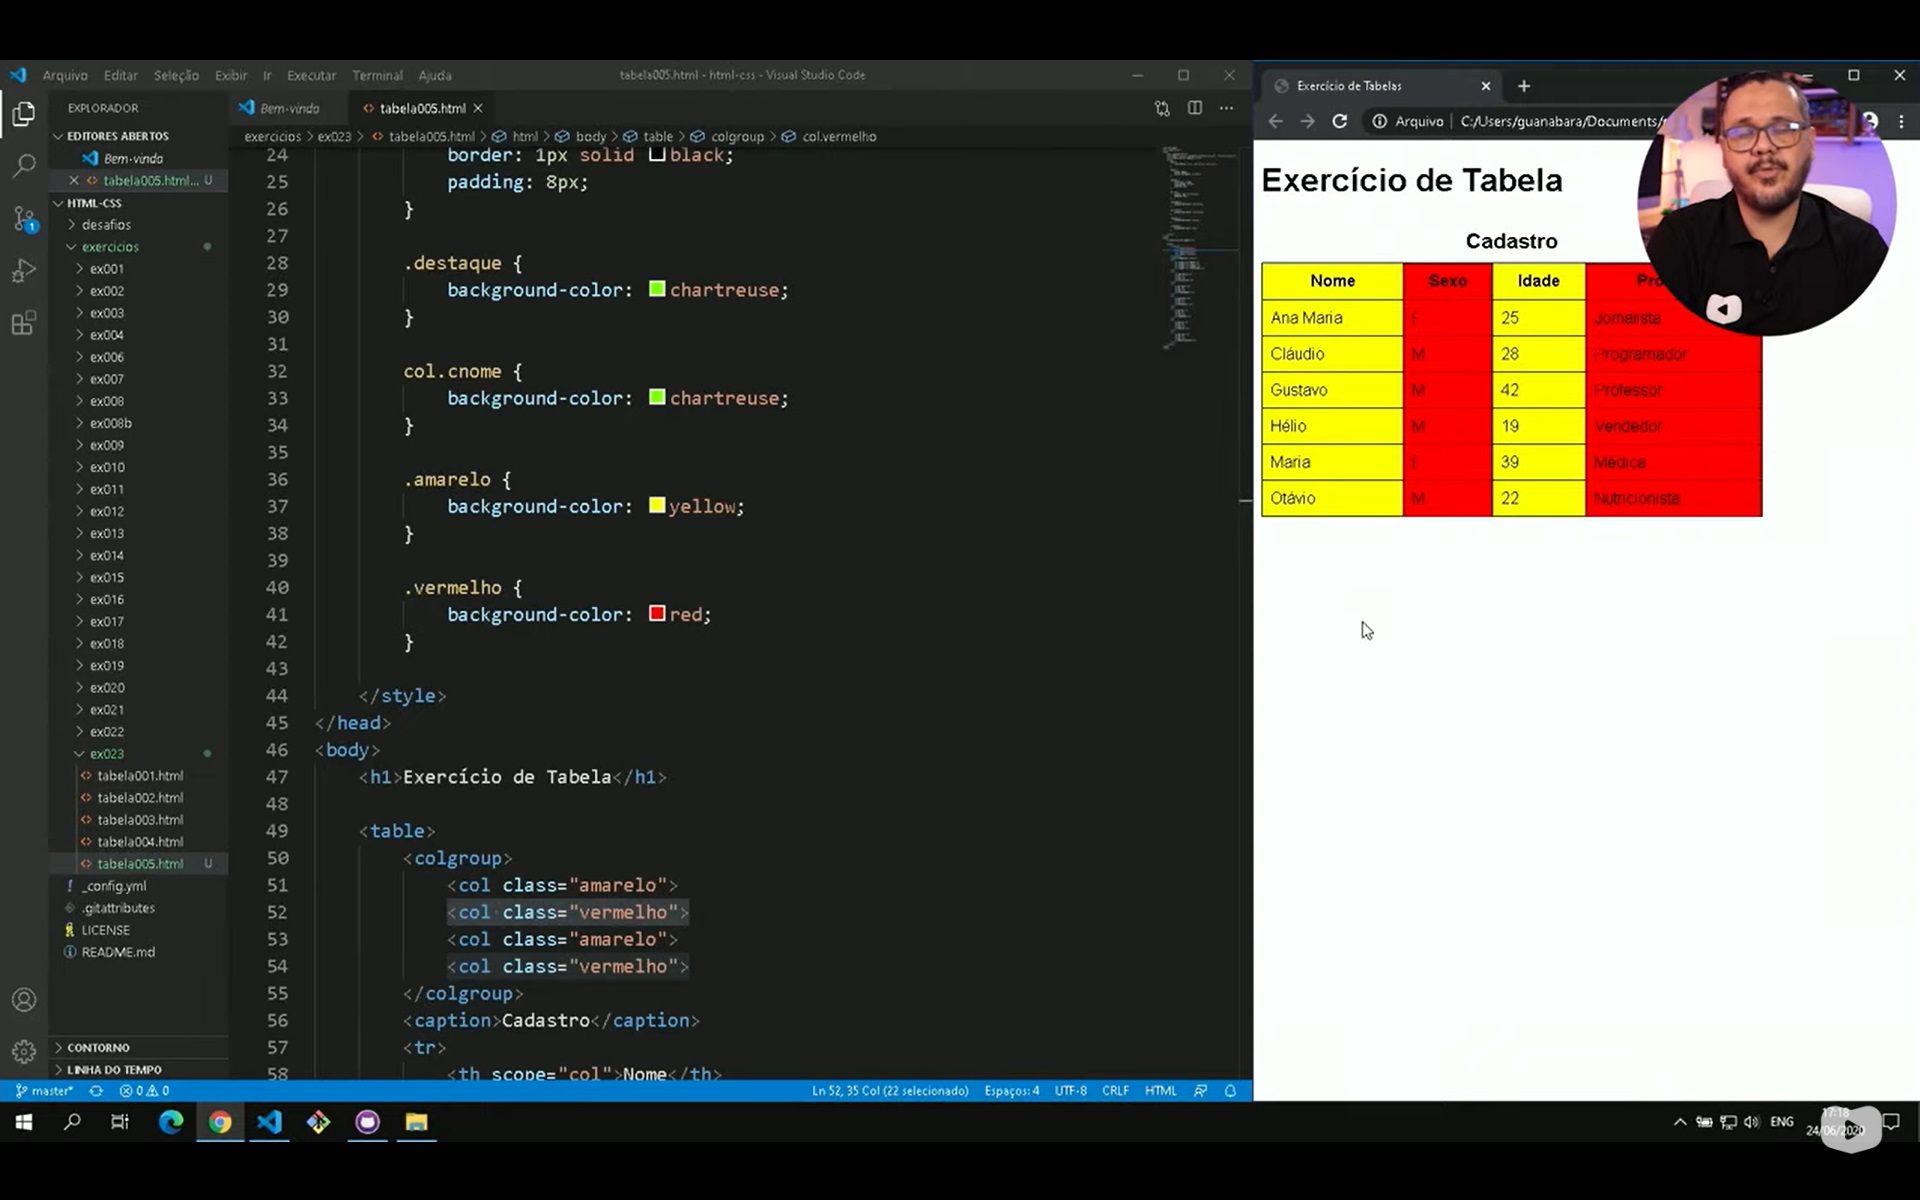 Arquivo Editar Seleção Exibir Ir Executar Terminal Ajuda
tabela005.html - html-css - Visual Studio Code
EXPLORADOR
EDITORES ABERTOS
Bem-vindo
tabela005.html... U
HTML-CSS
desafios
exercicios
ex001
ex002
ex003
ex004
ex006
ex007
ex008
ex008b
ex009
ex010
ex011
ex012
ex013
ex014
ex015
ex016
ex017
ex018
ex019
ex020
ex021
ex022
ex023
tabela001.html
tabela002.html
tabela003.html
tabela004.html
tabela005.html U
_config.yml
.gitattributes
LICENSE
README.md
CONTORNO
LINHA DO TEMPO
Bem-vindo
tabela005.html
exercicios > ex023 > tabela005.html > html > body > table > colgroup > col.vermelho
24 border: 1px solid black;
25 padding: 8px;
26 }
27
28 .destaque {
29 background-color: chartreuse;
30 }
31
32 col.cnome {
33 background-color: chartreuse;
34 }
35
36 .amarelo {
37 background-color: yellow;
38 }
39
40 .vermelho {
41 background-color: red;
42 }
43
44 </style>
45 </head>
46 <body>
47 <h1>Exercício de Tabela</h1>
48
49 <table>
50 <colgroup>
51 <col class="amarelo">
52 <col class="vermelho">
53 <col class="amarelo">
54 <col class="vermelho">
55 </colgroup>
56 <caption>Cadastro</caption>
57 <tr>
58 <th scope="col">Nome</th>
master* 0 0
Ln 52, 35 Col (22 selecionado) Espaços: 4 UTF-8 CRLF HTML
Exercício de Tabelas
Arquivo | C:/Users/guanabara/Documents/
Exercício de Tabela
Cadastro
Nome Sexo Idade Pro
Ana Maria F 25 Jornalista
Cláudio M 28 Programador
Gustavo M 42 Professor
Hélio M 19 Vendedor
Maria F 39 Médica
Otávio M 22 Nutricionista
ENG
17:18
24/06/2020